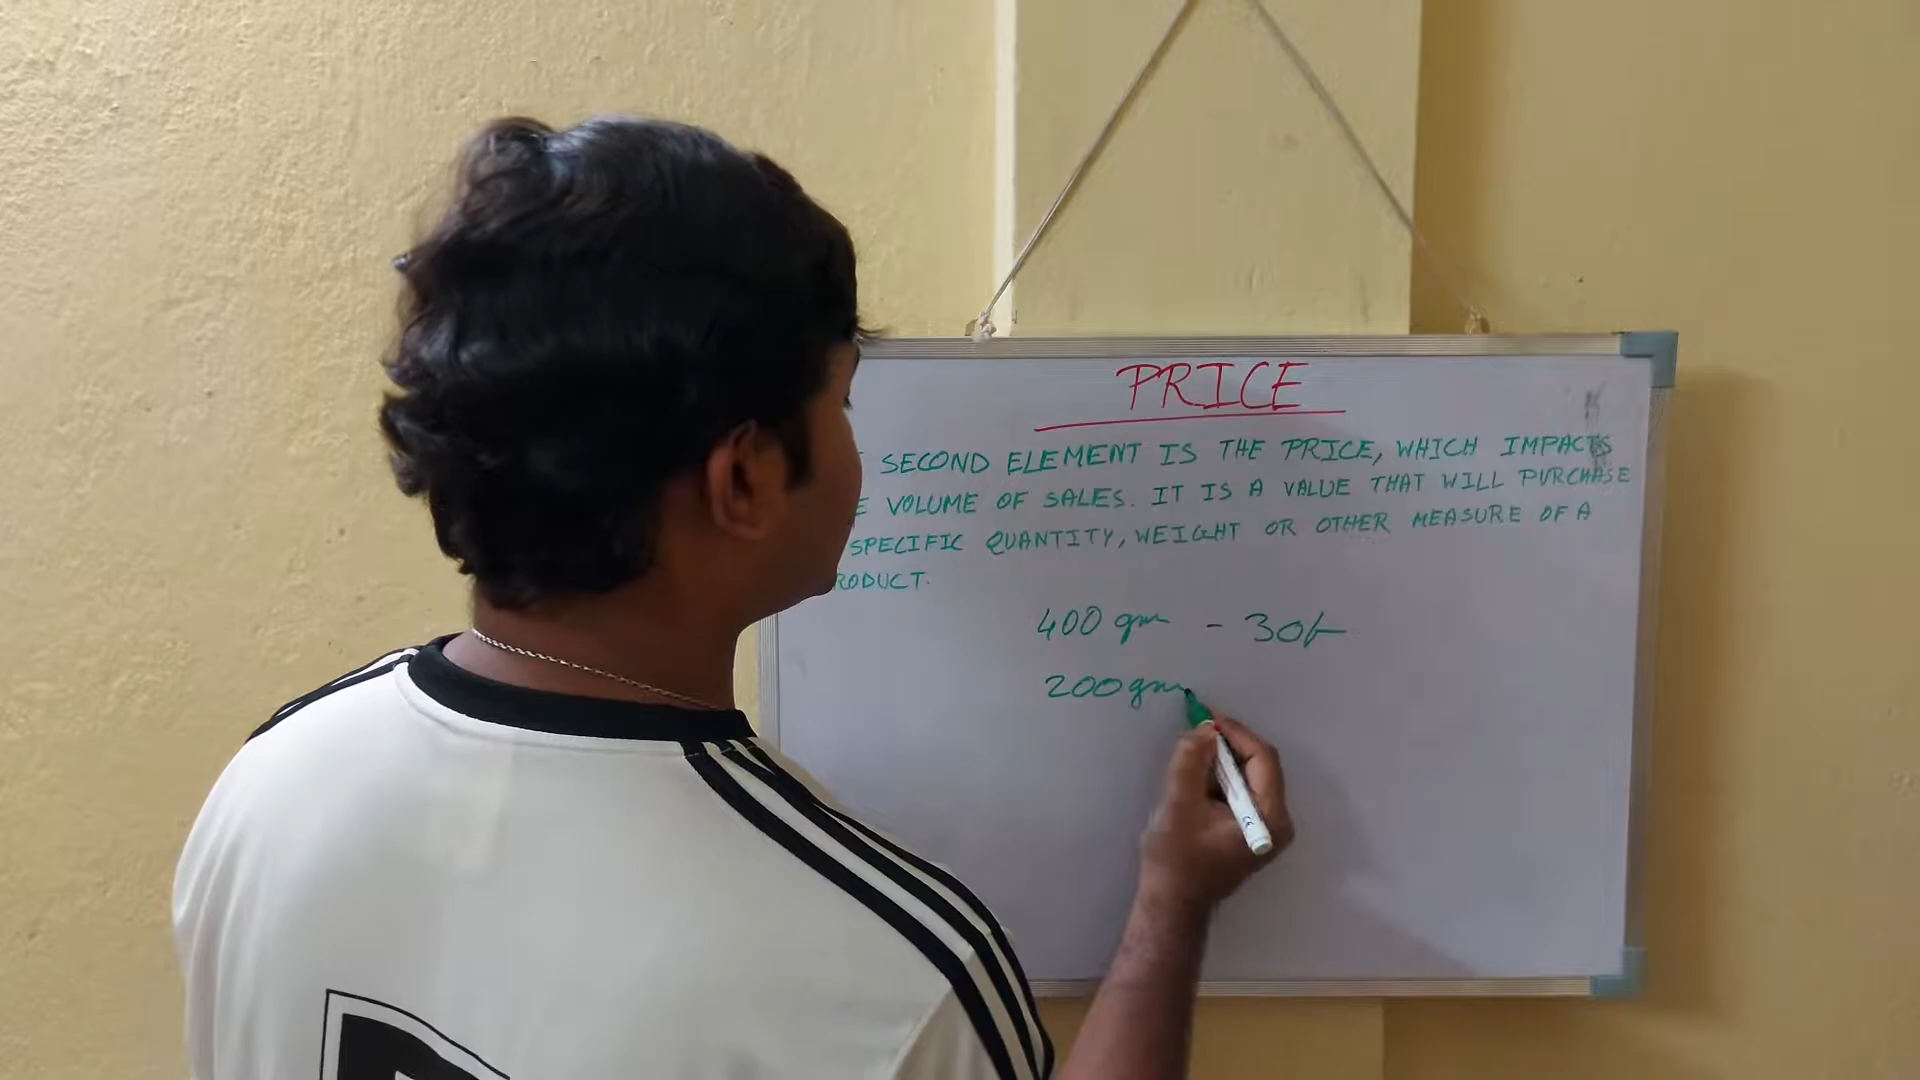 PRICE
SECOND ELEMENT IS THE PRICE, WHICH IMPACTS
E VOLUME OF SALES. IT IS A VALUE THAT WILL PURCHASE
SPECIFIC QUANTITY, WEIGHT OR OTHER MEASURE OF A
RODUCT.
400 gm - 30/-
200 gm